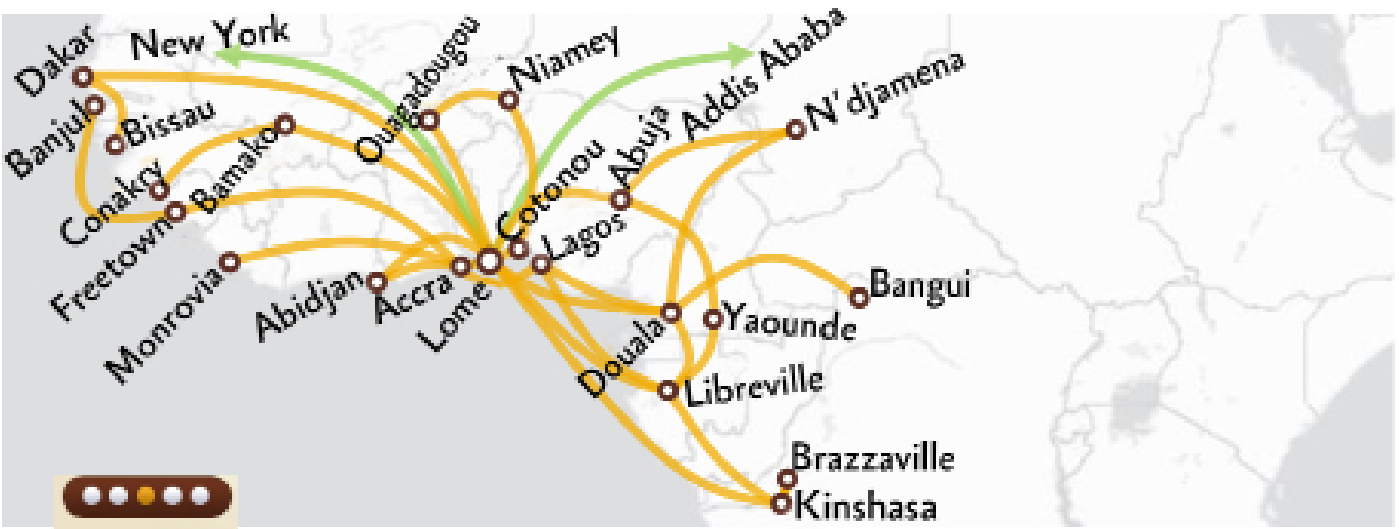 Dakar
New York
Ouagadougou
Niamey
Addis Ababa
N'djamena
Banjul
Bissau
Abuja
Cotonou
Bamako
Conakry
Freetown
Lagos
Monrovia
Abidjan
Accra
Lome
Bangui
Yaounde
Douala
Libreville
Brazzaville
Kinshasa